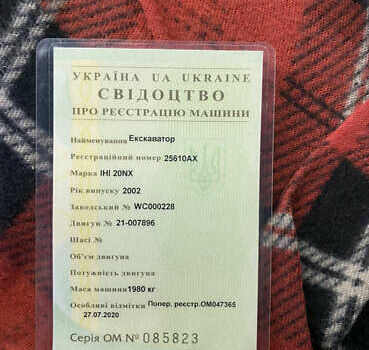 УКРАЇНА UA UKRAINE
СВІДОЦТВО
ПРО РЕЄСТРАЦІЮ МАШИНИ
Найменування Екскаватор
Реєстраційний номер 25610АХ
Марка IHI 20NX
Рік випуску 2002
Заводський № WC000228
Двигун № 21-007896
Шасі №
Об'єм двигуна
Потужність двигуна
Маса машини 1980 кг
Особливі відмітки Попер. реєстр.ОМ047365
27.07.2020
Серія ОМ № 085823